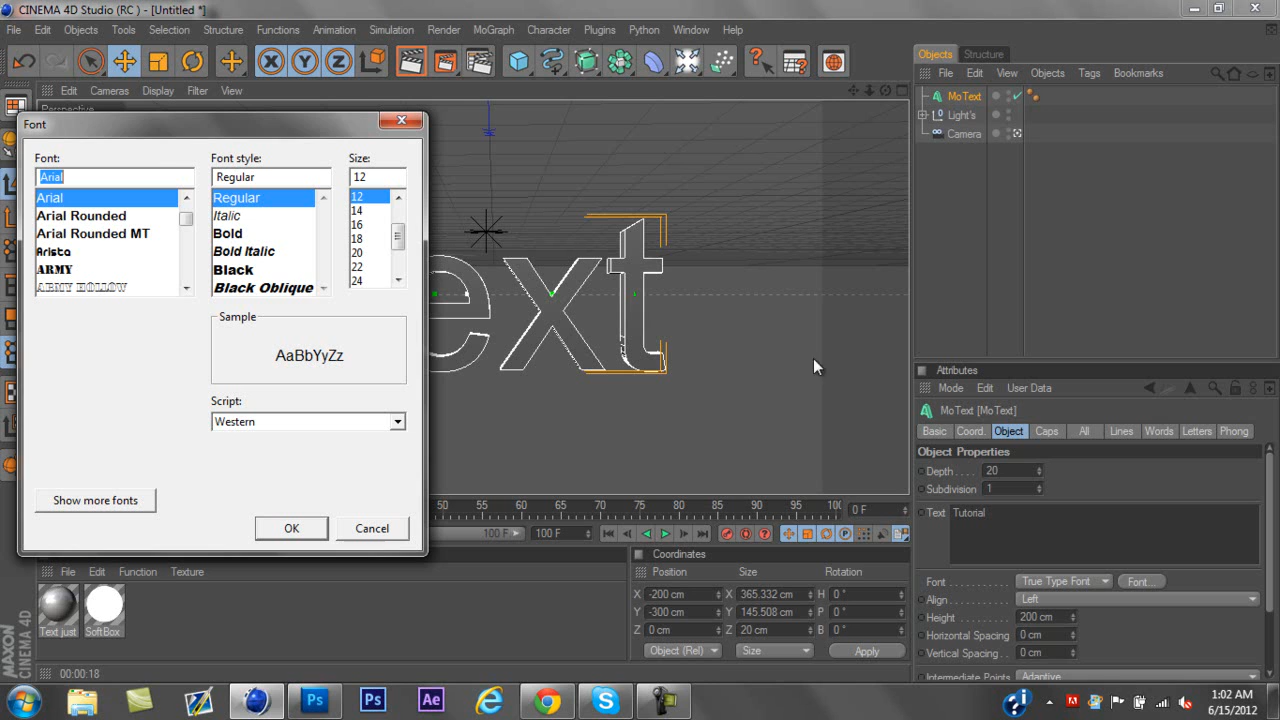 CINEMA 4D Studio (RC ) - [Untitled *]
File Edit Objects Tools Selection Structure Functions Animation Simulation Render MoGraph Character Plugins Python Window Help
Edit Cameras Display Filter View
Perspective
Font
Font:
Arial
Arial
Arial Rounded
Arial Rounded MT
Arista
ARMY
ARMY HOLLOW
Font style:
Regular
Regular
Italic
Bold
Bold Italic
Black
Black Oblique
Size:
12
12
14
16
18
20
22
24
Sample
AaBbYyZz
Script:
Western
Show more fonts
OK
Cancel
ext
Objects Structure
File Edit View Objects Tags Bookmarks
MoText
Light's
Camera
Attributes
Mode Edit User Data
MoText [MoText]
Basic Coord. Object Caps All Lines Words Letters Phong
Object Properties
Depth 20
Subdivision 1
Text Tutorial
Font True Type Font Font...
Align Left
Height 200 cm
Horizontal Spacing 0 cm
Vertical Spacing 0 cm
Intermediate Points Adaptive
50 55 60 65 70 75 80 85 90 95 100 0 F
100 F 100 F
File Edit Function Texture
Text just
SoftBox
Coordinates
Position Size Rotation
X -200 cm X 365.332 cm H 0 °
Y -300 cm Y 145.508 cm P 0 °
Z 0 cm Z 20 cm B 0 °
Object (Rel) Size Apply
MAXON
CINEMA 4D
00:00:18
1:02 AM
6/15/2012